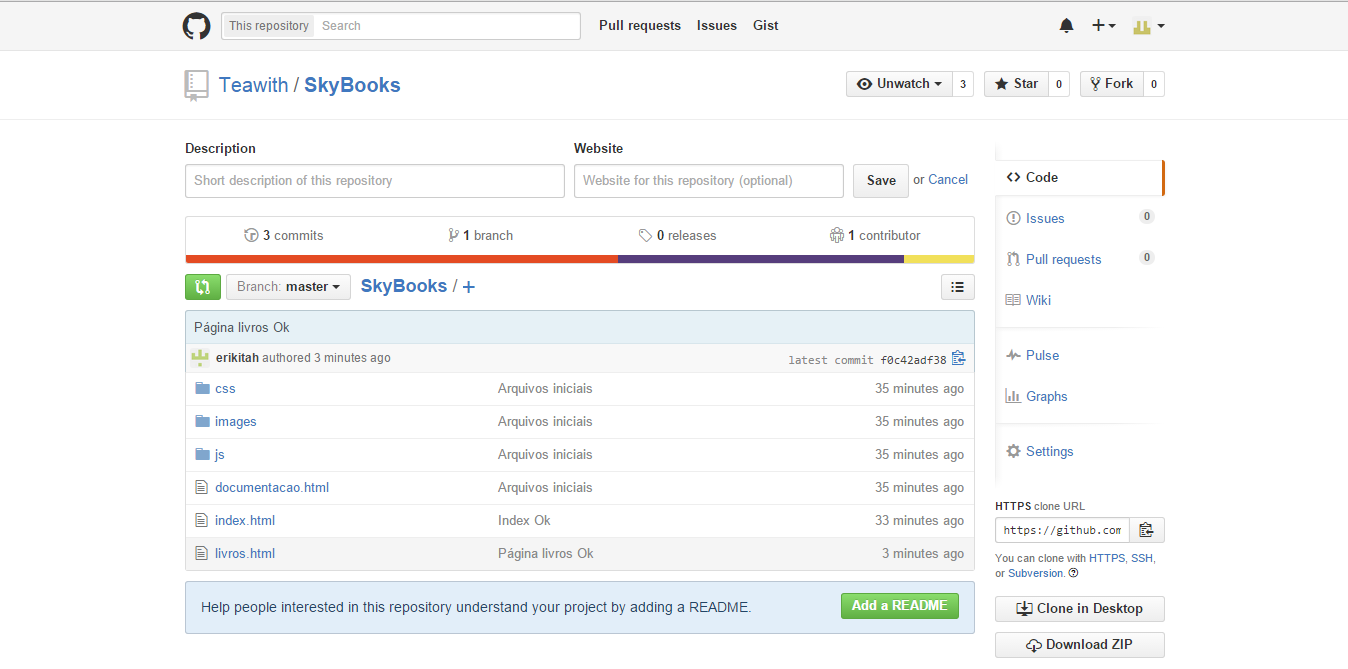 This repository Search Pull requests Issues Gist
Teawith / SkyBooks Unwatch 3 Star 0 Fork 0
Description Website
Short description of this repository Website for this repository (optional) Save or Cancel
3 commits 1 branch 0 releases 1 contributor
Branch: master SkyBooks / +
Página livros Ok
erikitah authored 3 minutes ago latest commit f0c42adf38
css Arquivos iniciais 35 minutes ago
images Arquivos iniciais 35 minutes ago
js Arquivos iniciais 35 minutes ago
documentacao.html Arquivos iniciais 35 minutes ago
index.html Index Ok 33 minutes ago
livros.html Página livros Ok 3 minutes ago
Help people interested in this repository understand your project by adding a README. Add a README
Code
Issues 0
Pull requests 0
Wiki
Pulse
Graphs
Settings
HTTPS clone URL
https://github.com
You can clone with HTTPS, SSH,
or Subversion.
Clone in Desktop
Download ZIP